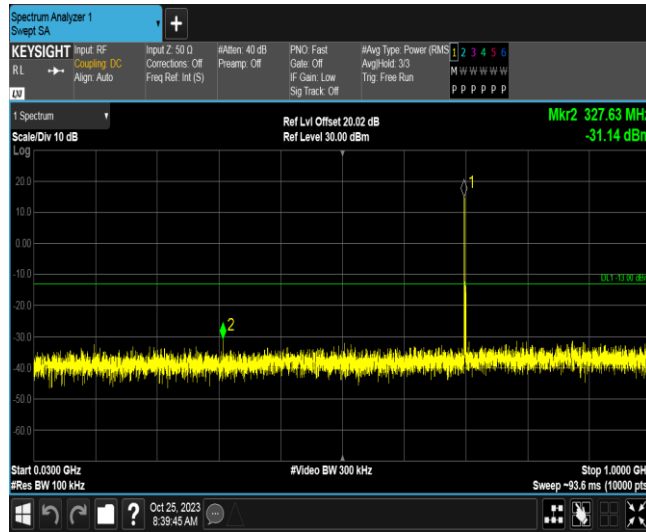 Spectrum Analyzer 1
Swept SA
+
KEYSIGHT
RL
LXI
Input: RF
Coupling: DC
Align: Auto
Input Z: 50 Ω
Corrections: Off
Freq Ref: Int (S)
#Atten: 40 dB
Preamp: Off
PNO: Fast
Gate: Off
IF Gain: Low
Sig Track: Off
#Avg Type: Power (RMS
Avg|Hold: 3/3
Trig: Free Run
1 2 3 4 5 6
M W W W W W
P P P P P P
1 Spectrum
Scale/Div 10 dB
Log
Ref Lvl Offset 20.02 dB
Ref Level 30.00 dBm
Mkr2 327.63 MHz
-31.14 dBm
1
20.0
10.0
0.00
-10.0
DL1 -13.00 dBm
-20.0
2
-30.0
-40.0
-50.0
-60.0
Start 0.0300 GHz
#Res BW 100 kHz
#Video BW 300 kHz
Stop 1.0000 GHz
Sweep ~93.6 ms (10000 pts)
?
Oct 25, 2023
8:39:45 AM